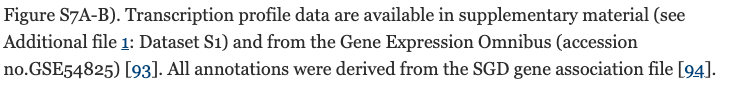 Figure S7A-B). Transcription profile data are available in supplementary material (see
Additional file 1: Dataset S1) and from the Gene Expression Omnibus (accession
no.GSE54825) [93]. All annotations were derived from the SGD gene association file [94].